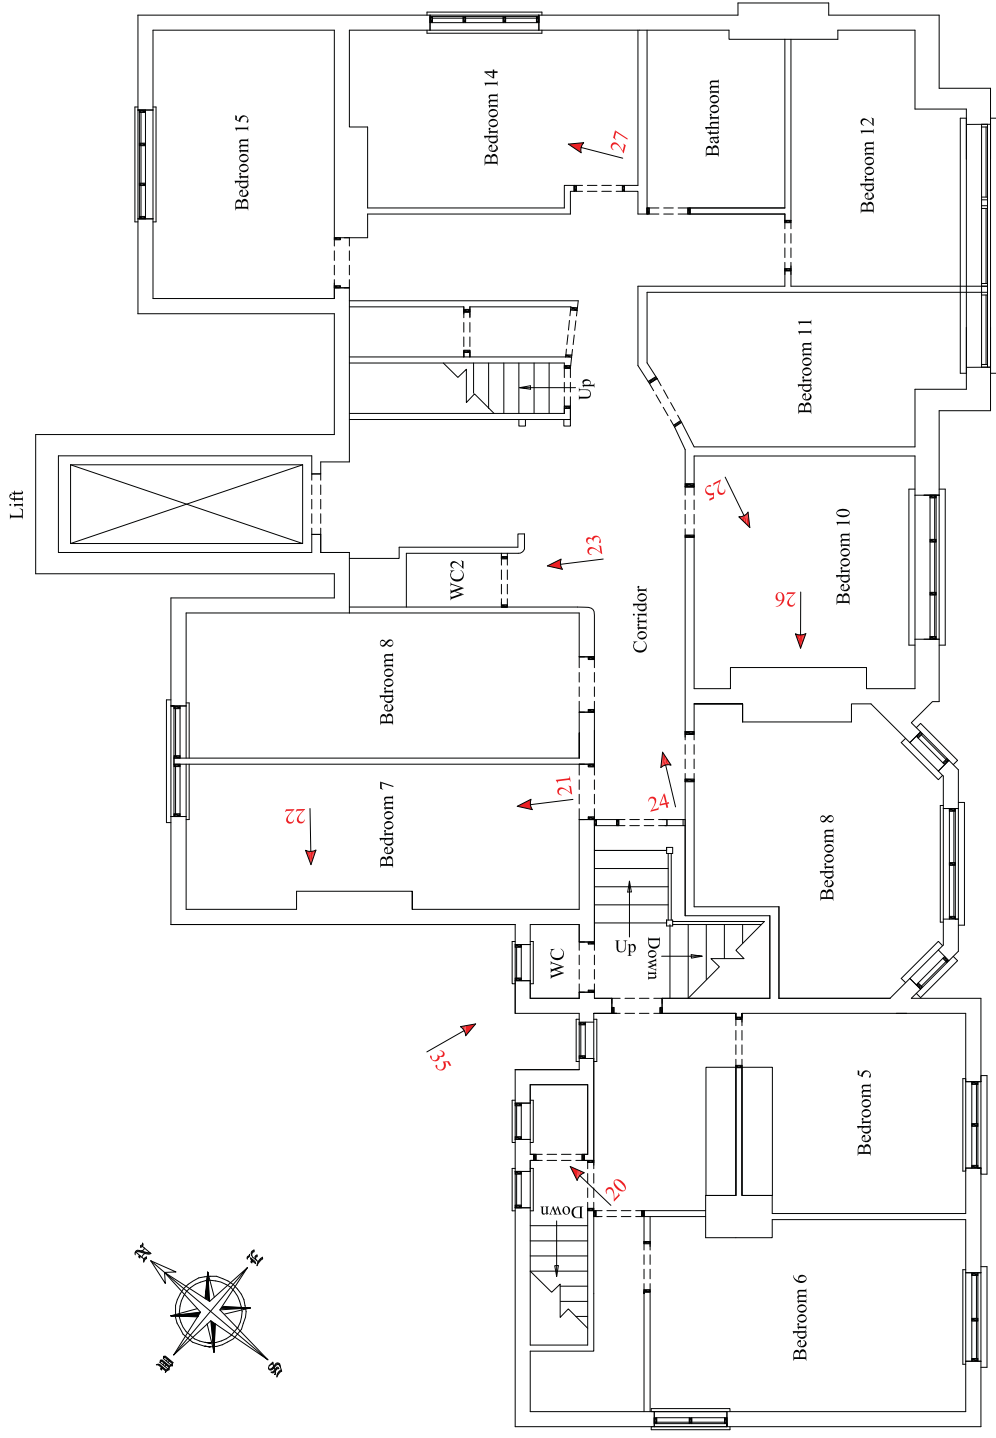 Bedroom 15
Bedroom 14
27
Bathroom
Bedroom 12
Up
Bedroom 11
Lift
25
23
WC2
26
Bedroom 10
Corridor
Bedroom 8
22
Bedroom 7
21
24
Bedroom 8
WC
Up
Down
35
20
Down
Bedroom 5
Bedroom 6
N
E
W
S